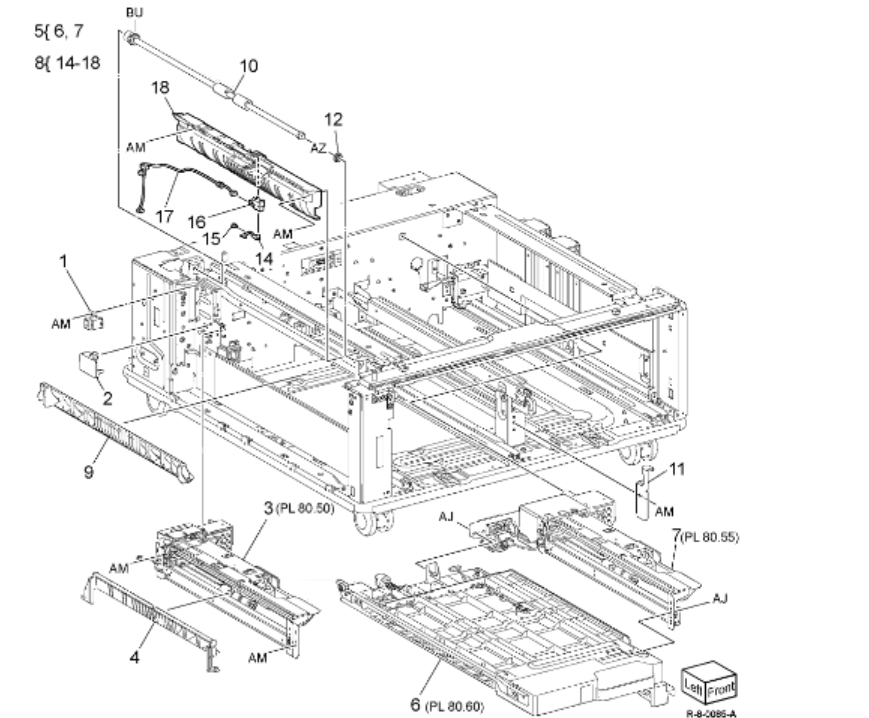 BU
5{ 6, 7
8{ 14-18
10
18
12
AM
AZ
17
16
AM
15
14
1
AM
2
9
11
AM
3 (PL 80.50)
AJ
7(PL 80.55)
AM
AJ
4
AM
6 (PL 80.60)
Left Front
R-8-0085-A